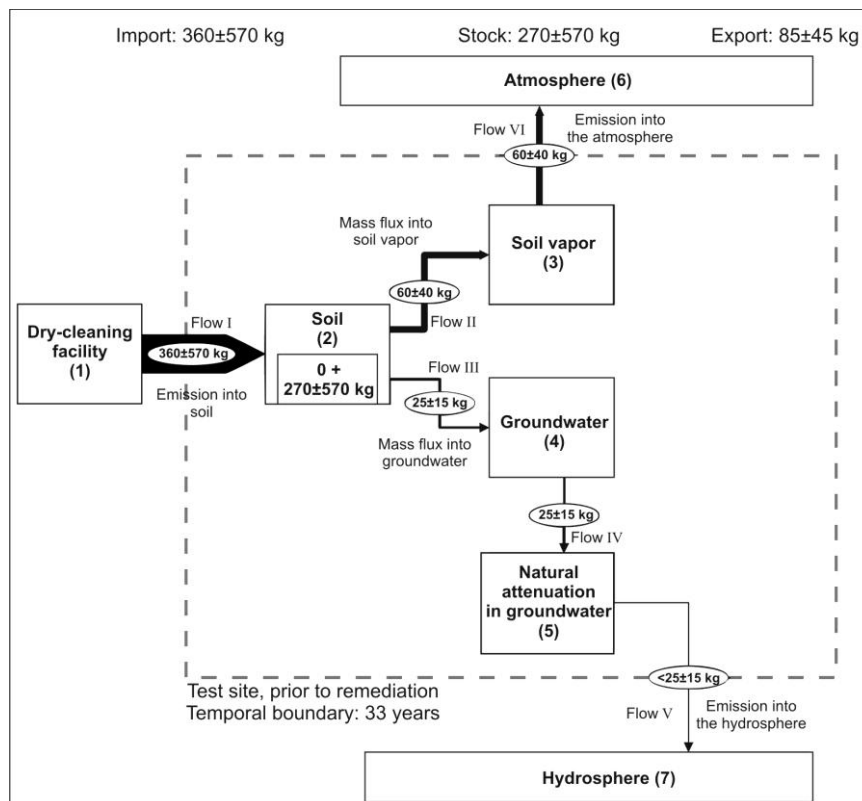 Import: 360±570 kg
Stock: 270±570 kg
Export: 85±45 kg
Atmosphere (6)
Flow VI
Emission into
the atmosphere
60±40 kg
Mass flux into
soil vapor
Soil vapor
(3)
60±40 kg
Flow II
Flow I
Dry-cleaning
facility
(1)
360±570 kg
Emission into
soil
Soil
(2)
0 +
270±570 kg
Flow III
25±15 kg
Mass flux into
groundwater
Groundwater
(4)
25±15 kg
Flow IV
Natural
attenuation
in groundwater
(5)
<25±15 kg
Test site, prior to remediation
Temporal boundary: 33 years
Flow V
Emission into
the hydrosphere
Hydrosphere (7)